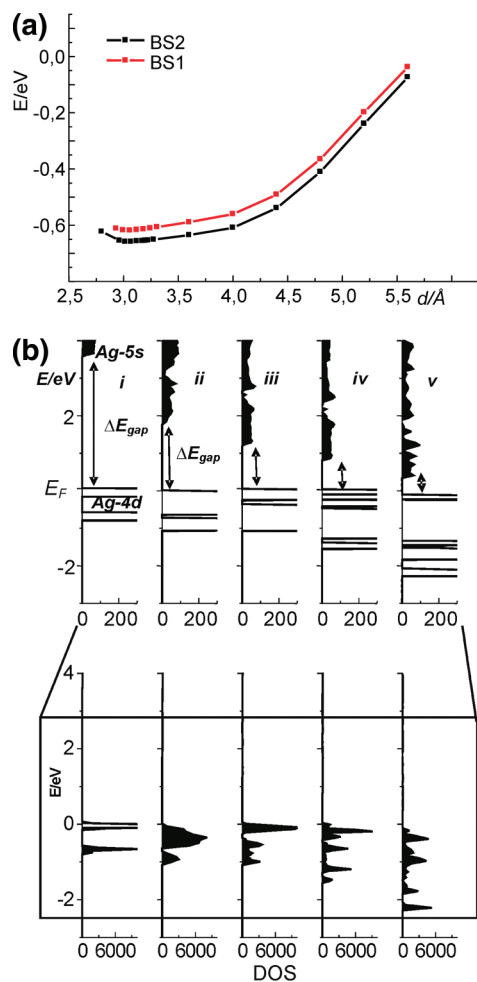 (a)
E/eV
BS2
BS1
0,0
-0,2
-0,4
-0,6
2,5 3,0 3,5 4,0 4,5 5,0 5,5 d/Å
(b)
Ag-5s
E/eV i ii iii iv v
2
ΔEgap ΔEgap
EF
Ag-4d
-2
0 200 0 200 0 200 0 200 0 200
4
2
E/eV
0
-2
0 6000 0 6000 0 6000 0 6000 0 6000
DOS